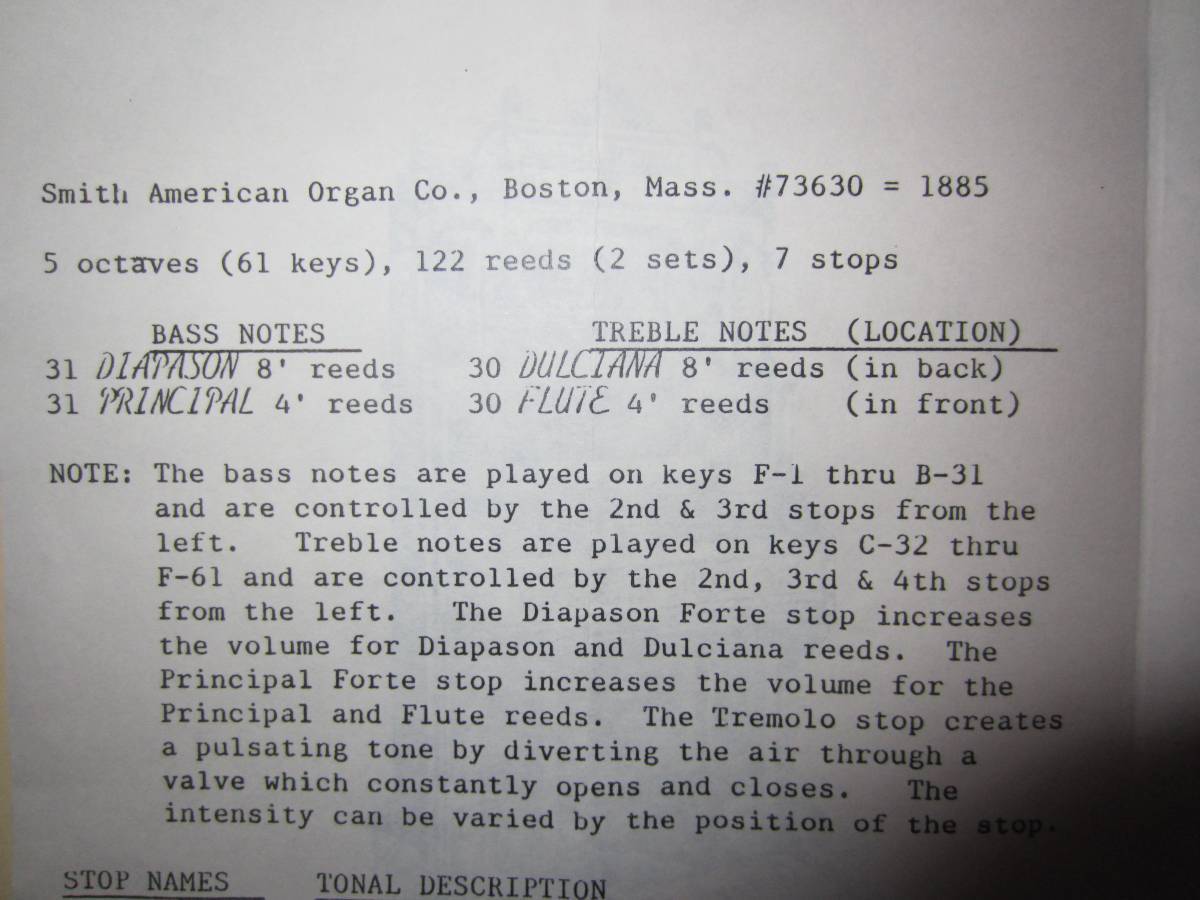 Smith American Organ Co., Boston, Mass. #73630 = 1885
5 octaves (61 keys), 122 reeds (2 sets), 7 stops
BASS NOTES TREBLE NOTES (LOCATION)
31 DIAPASON 8' reeds 30 DULCIANA 8' reeds (in back)
31 PRINCIPAL 4' reeds 30 FLUTE 4' reeds (in front)
NOTE: The bass notes are played on keys F-1 thru B-31
and are controlled by the 2nd & 3rd stops from the
left. Treble notes are played on keys C-32 thru
F-61 and are controlled by the 2nd, 3rd & 4th stops
from the left. The Diapason Forte stop increases
the volume for Diapason and Dulciana reeds. The
Principal Forte stop increases the volume for the
Principal and Flute reeds. The Tremolo stop creates
a pulsating tone by diverting the air through a
valve which constantly opens and closes. The
intensity can be varied by the position of the stop.
STOP NAMES TONAL DESCRIPTION